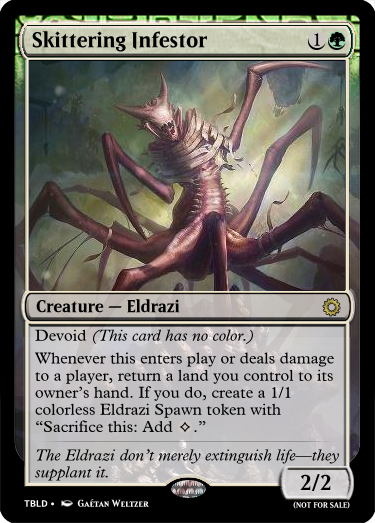 Skittering Infestor 1
Creature — Eldrazi
Devoid (This card has no color.)
Whenever this enters play or deals damage
to a player, return a land you control to its
owner's hand. If you do, create a 1/1
colorless Eldrazi Spawn token with
“Sacrifice this: Add .”
The Eldrazi don't merely extinguish life—they
supplant it.
2/2
TBLD • Gaétan Weltzer
(NOT FOR SALE)